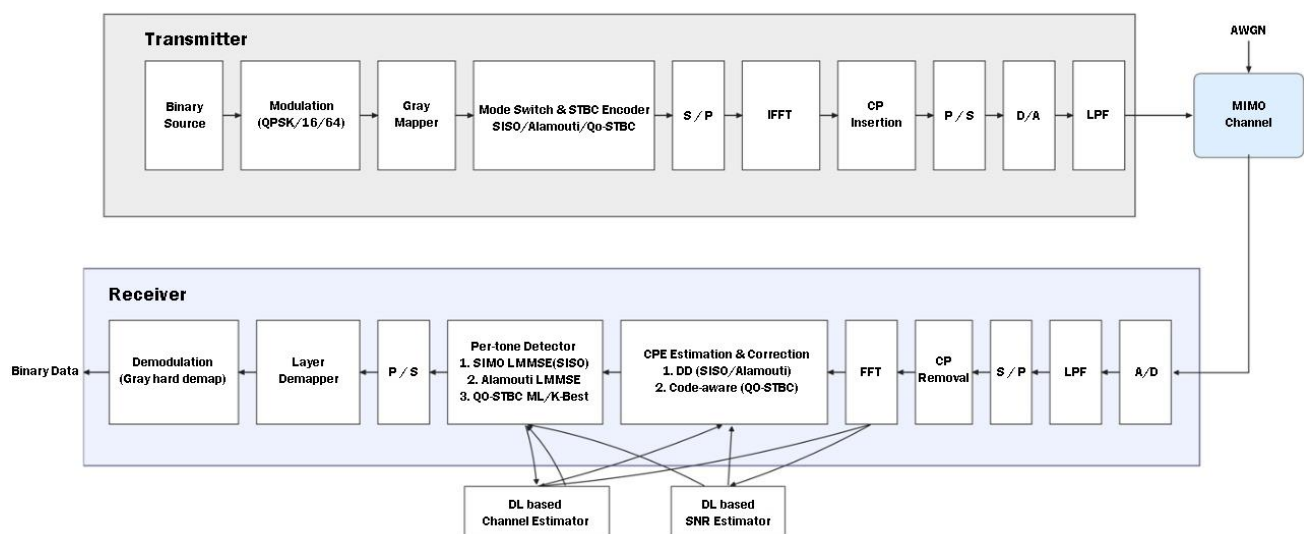 Transmitter
Binary
Source
Modulation
(QPSK/16/64)
Gray
Mapper
Mode Switch & STBC Encoder
SISO/Alamouti/Qo-STBC
S / P
IFFT
CP
Insertion
P / S
D/A
LPF
AWGN
MIMO
Channel
Receiver
Binary Data
Demodulation
(Gray hard demap)
Layer
Demapper
P / S
Per-tone Detector
1. SIMO LMMSE(SISO)
2. Alamouti LMMSE
3. QO-STBC ML/K-Best
CPE Estimation & Correction
1. DD (SISO/Alamouti)
2. Code-aware (QO-STBC)
FFT
CP
Removal
S / P
LPF
A/D
DL based
Channel Estimator
DL based
SNR Estimator